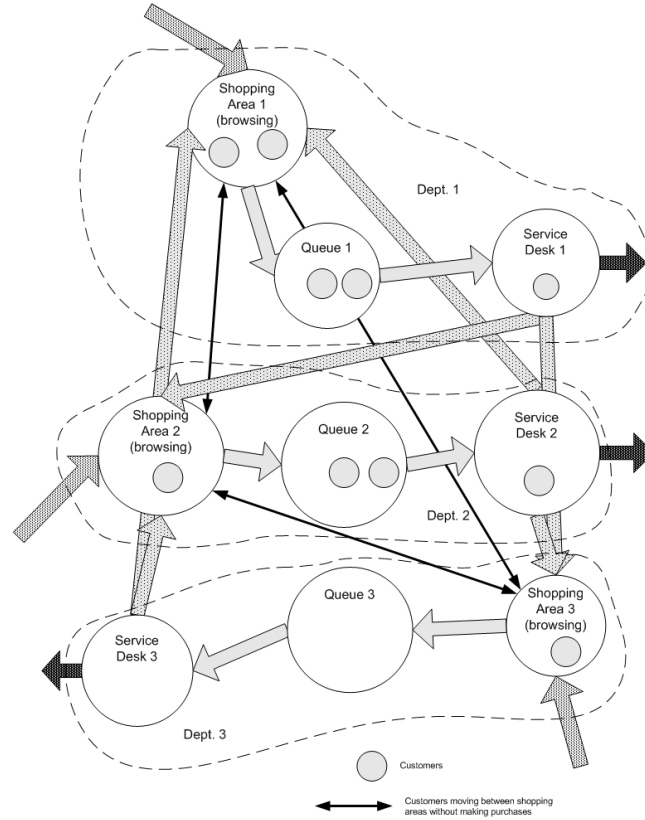 Shopping
Area 1
(browsing)
Dept. 1
Queue 1
Service
Desk 1
Shopping
Area 2
(browsing)
Queue 2
Service
Desk 2
Dept. 2
Queue 3
Shopping
Area 3
(browsing)
Service
Desk 3
Dept. 3
Customers
Customers moving between shopping
areas without making purchases